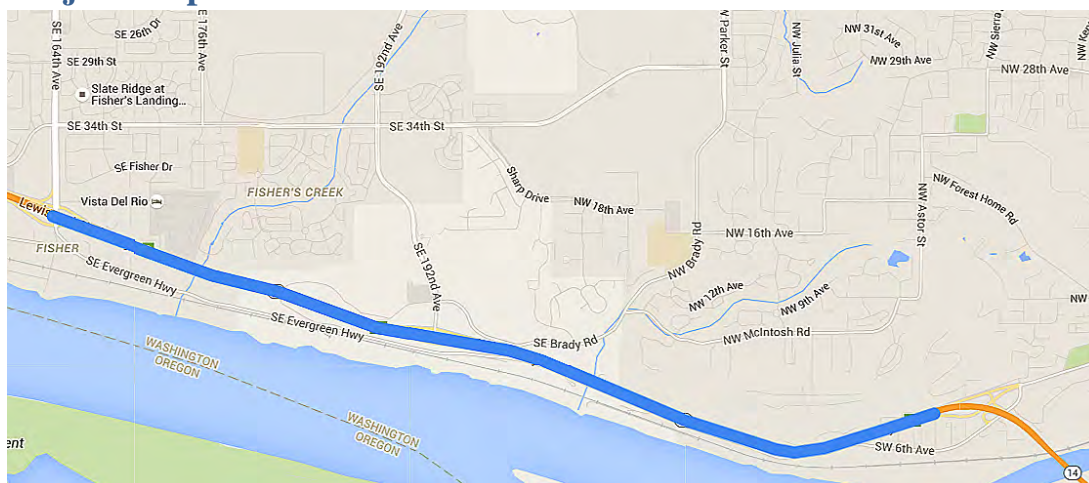 SE 164th Ave
SE 26th Dr
SE 176th Ave
SE 29th St
Slate Ridge at
Fisher's Landing...
SE 34th St
SE Fisher Dr
Vista Del Rio
FISHER
SE Evergreen Hwy
SE 192nd Ave
SE 34th St
FISHER'S CREEK
SE 192nd Ave
SE Evergreen Hwy
Sharp Drive
NW 18th Ave
NW Parker St
NW Julia St
NW 31st Ave
NW 29th Ave
NW Sierra
NW 28th Ave
NW Brady Rd
NW 16th Ave
NW Astor St
NW Forest Home Rd
NW 12th Ave
NW 9th Ave
NW McIntosh Rd
SE Brady Rd
WASHINGTON
OREGON
WASHINGTON
OREGON
SW 6th Ave
14